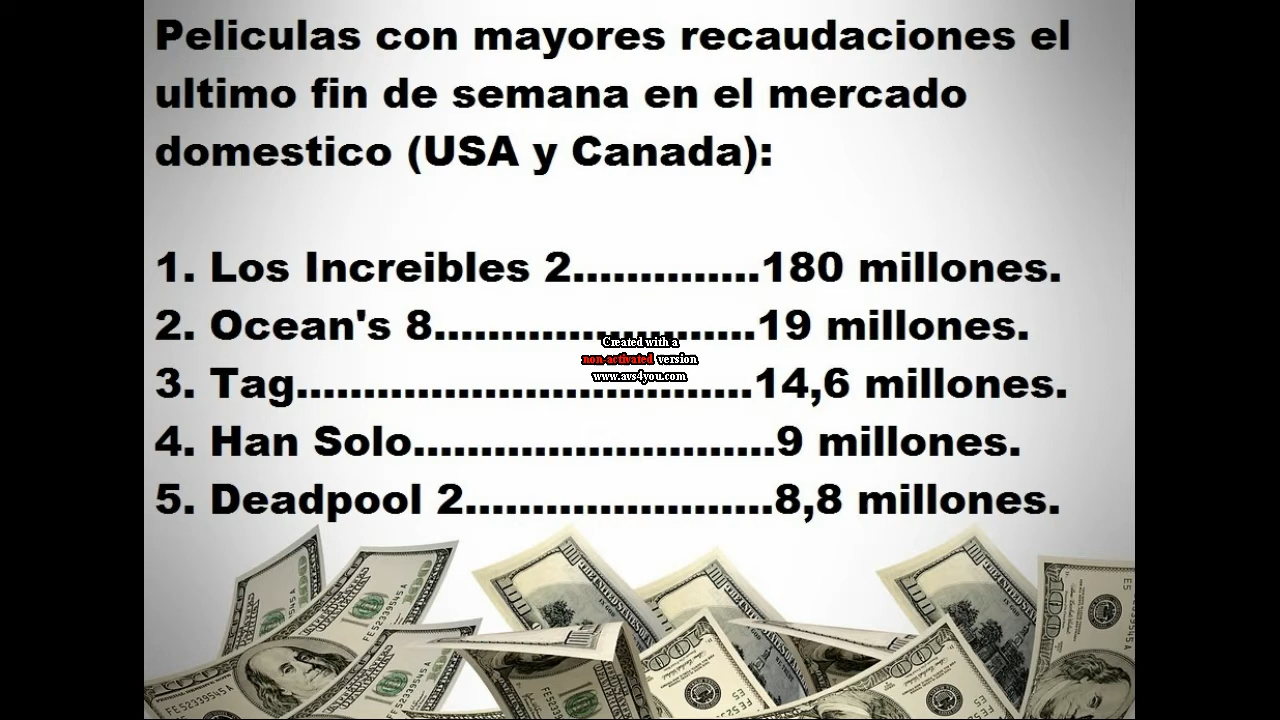 Peliculas con mayores recaudaciones el
ultimo fin de semana en el mercado
domestico (USA y Canada):
1. Los Increibles 2..............180 millones.
2. Ocean's 8........................19 millones.
3. Tag..................................14,6 millones.
4. Han Solo...........................9 millones.
5. Deadpool 2.......................8,8 millones.
Created with a
non-activated version
www.avs4you.com
FE52339545A